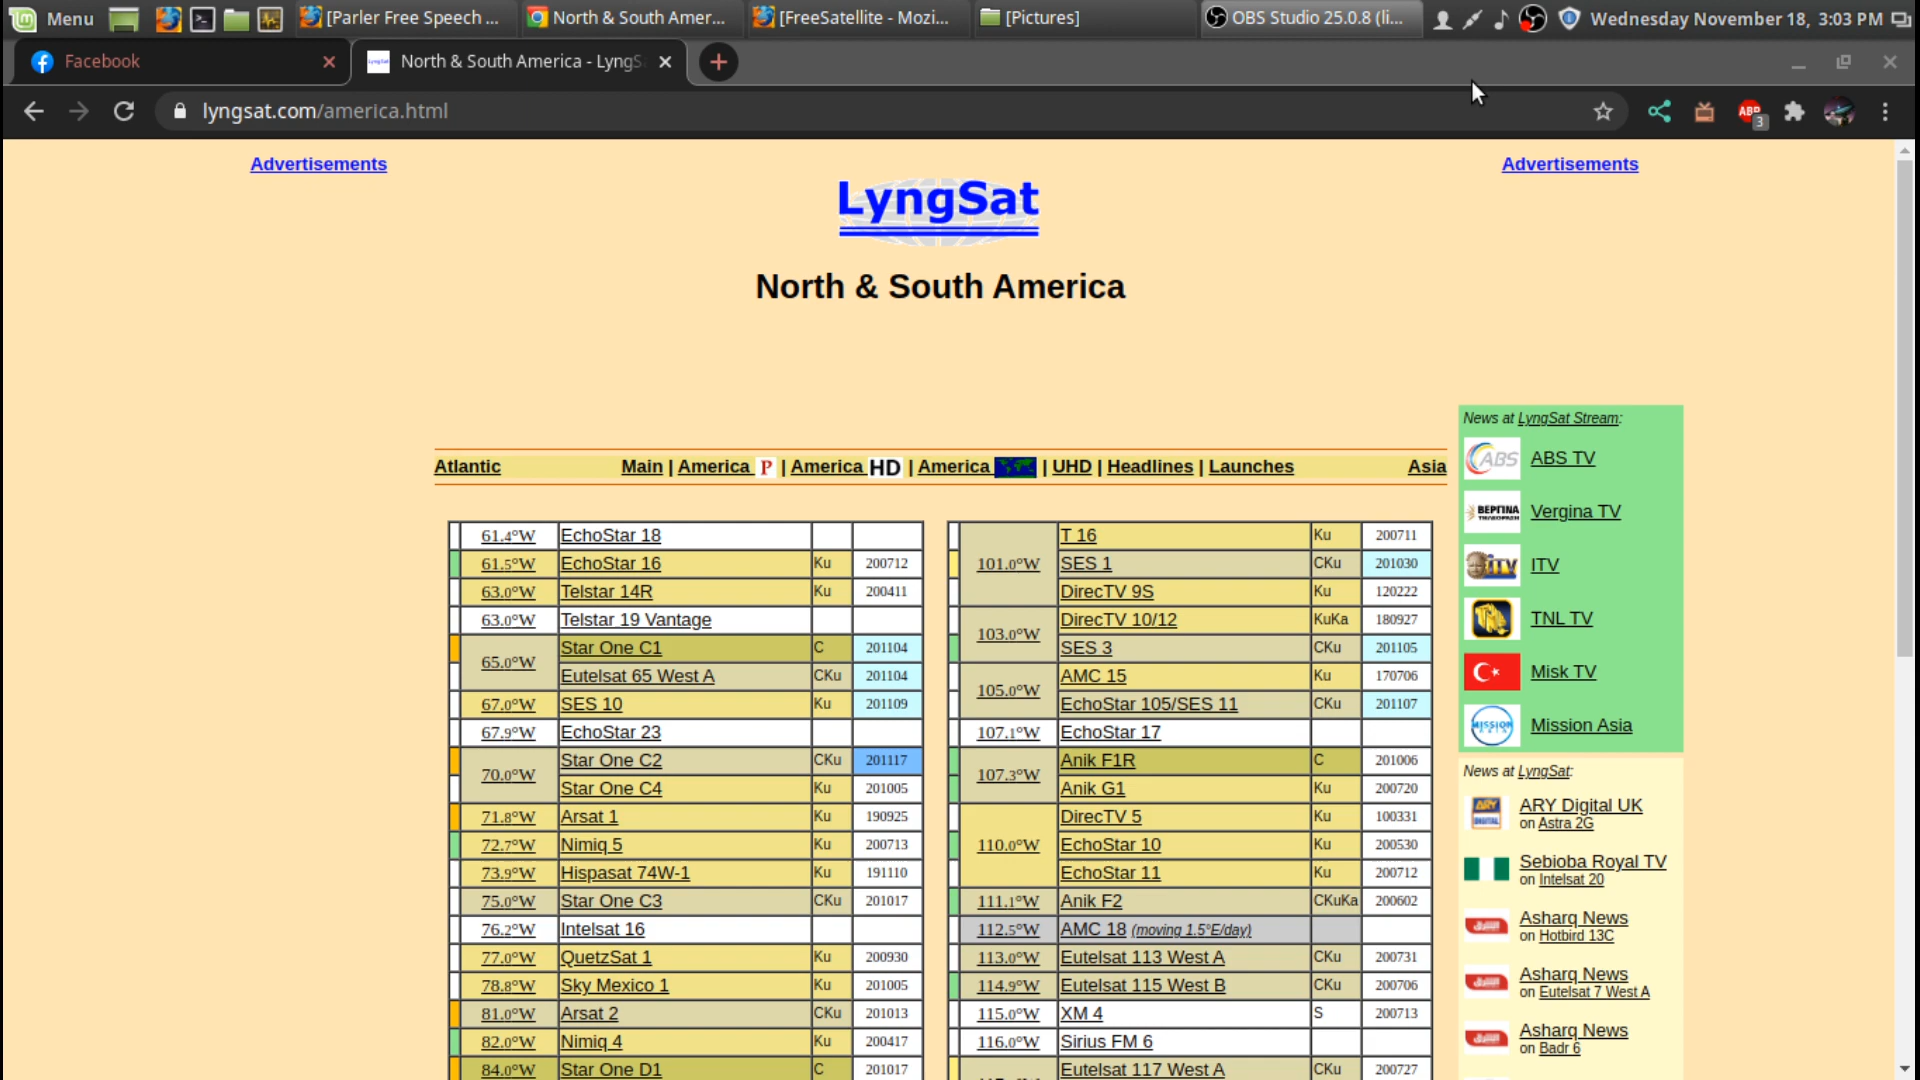 Menu
[Parler Free Speech ...
North & South Amer...
[FreeSatellite - Mozi...
[Pictures]
OBS Studio 25.0.8 (li...
Wednesday November 18, 3:03 PM
Facebook
North & South America - LyngS
lyngsat.com/america.html
ABP
3
Advertisements
LyngSat
Advertisements
North & South America
Atlantic
Main | America P | America HD | America | UHD | Headlines | Launches
Asia
61.4°W EchoStar 18
61.5°W EchoStar 16 Ku 200712
63.0°W Telstar 14R Ku 200411
63.0°W Telstar 19 Vantage
65.0°W Star One C1 C 201104
Eutelsat 65 West A CKu 201104
67.0°W SES 10 Ku 201109
67.9°W EchoStar 23
70.0°W Star One C2 CKu 201117
Star One C4 Ku 201005
71.8°W Arsat 1 Ku 190925
72.7°W Nimiq 5 Ku 200713
73.9°W Hispasat 74W-1 Ku 191110
75.0°W Star One C3 CKu 201017
76.2°W Intelsat 16
77.0°W QuetzSat 1 Ku 200930
78.8°W Sky Mexico 1 Ku 201005
81.0°W Arsat 2 CKu 201013
82.0°W Nimiq 4 Ku 200417
84.0°W Star One D1 C 201017
T 16 Ku 200711
101.0°W SES 1 CKu 201030
DirecTV 9S Ku 120222
103.0°W DirecTV 10/12 KuKa 180927
SES 3 CKu 201105
105.0°W AMC 15 Ku 170706
EchoStar 105/SES 11 CKu 201107
107.1°W EchoStar 17
107.3°W Anik F1R C 201006
Anik G1 Ku 200720
DirecTV 5 Ku 100331
110.0°W EchoStar 10 Ku 200530
EchoStar 11 Ku 200712
111.1°W Anik F2 CKuKa 200602
112.5°W AMC 18 (moving 1.5°E/day)
113.0°W Eutelsat 113 West A CKu 200731
114.9°W Eutelsat 115 West B CKu 200706
115.0°W XM 4 S 200713
116.0°W Sirius FM 6
Eutelsat 117 West A CKu 200727
News at LyngSat Stream:
ABS ABS TV
ΒΕΡΓΙΝΑ Vergina TV
ITV ITV
TNL TV
Misk TV
MISSION Mission Asia
News at LyngSat:
ARY DIGITAL ARY Digital UK
on Astra 2G
Sebioba Royal TV
on Intelsat 20
Asharq News
on Hotbird 13C
Asharq News
on Eutelsat 7 West A
Asharq News
on Badr 6